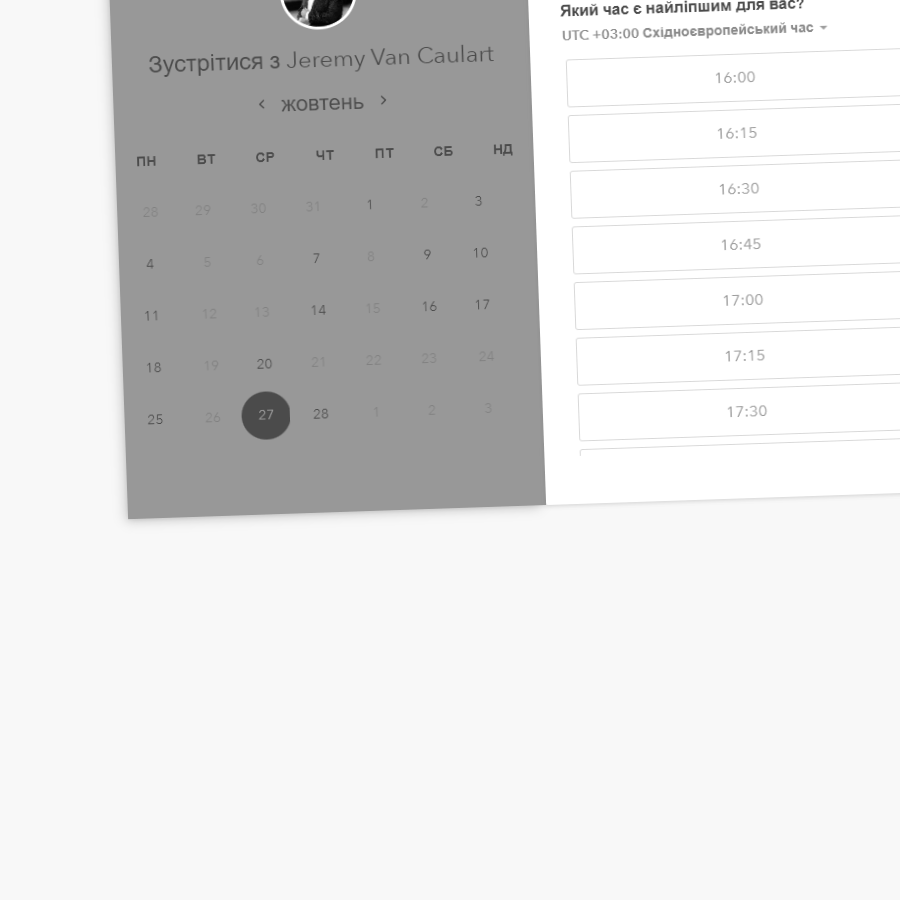 Зустрітися з Jeremy Van Caulart
‹ жовтень ›
ПН ВТ СР ЧТ ПТ СБ НД
28 29 30 31 1 2 3
4 5 6 7 8 9 10
11 12 13 14 15 16 17
18 19 20 21 22 23 24
25 26 27 28 1 2 3
Який час є найліпшим для вас?
UTC +03:00 Східноєвропейський час
16:00
16:15
16:30
16:45
17:00
17:15
17:30